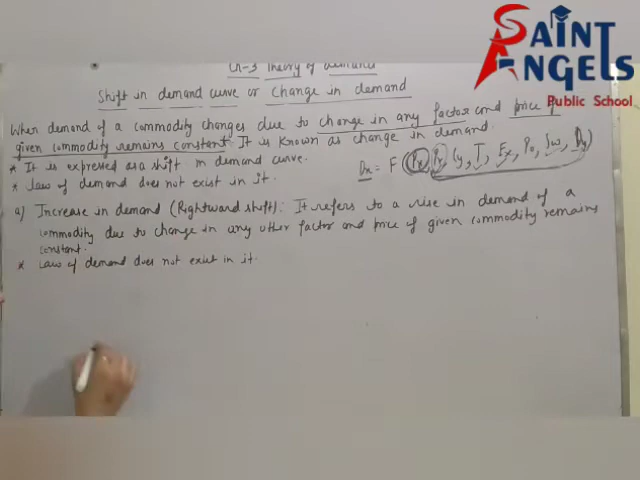 SAINT
ANGELS
Public School
Ch-3 Theory of demand
Shift in demand curve or Change in demand
When demand of a commodity changes due to change in any factor and price of
given commodity remains constant. It is known as change in demand.
* It is expressed as a shift in demand curve.
Dx = F (Px, Pr, y, T, Ex, Po,
* law of demand does not exist in it.
a) Increase in demand (Rightward shift): It refers to a rise in demand of a
commodity due to change in any other factor and price of given commodity remains
constant.
* Law of demand does not exist in it.